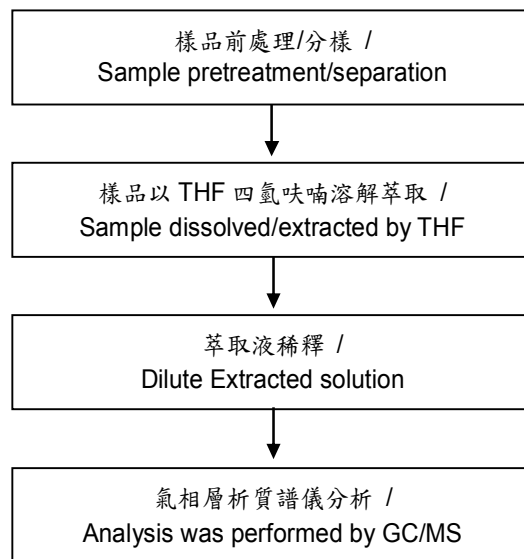 樣品前處理/分樣 /
Sample pretreatment/separation
樣品以 THF 四氫呋喃溶解萃取 /
Sample dissolved/extracted by THF
萃取液稀釋 /
Dilute Extracted solution
氣相層析質譜儀分析 /
Analysis was performed by GC/MS